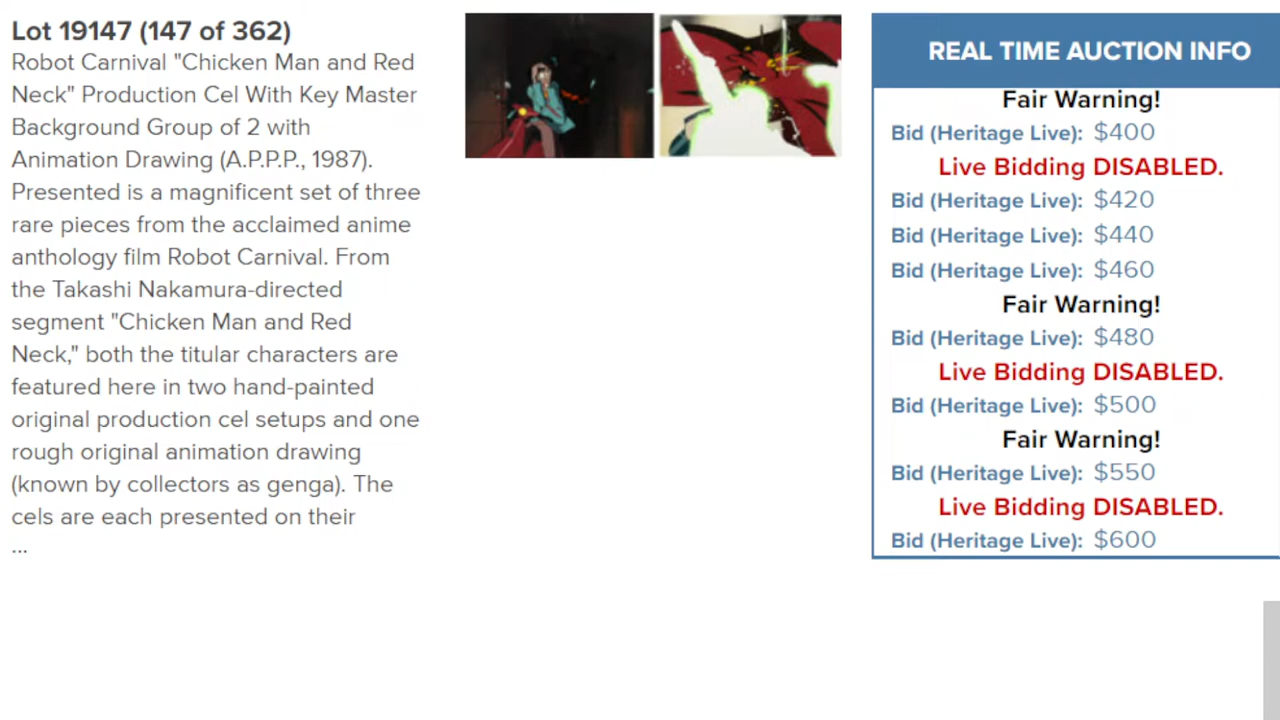 Lot 19147 (147 of 362)
Robot Carnival "Chicken Man and Red
Neck" Production Cel With Key Master
Background Group of 2 with
Animation Drawing (A.P.P.P., 1987).
Presented is a magnificent set of three
rare pieces from the acclaimed anime
anthology film Robot Carnival. From
the Takashi Nakamura-directed
segment "Chicken Man and Red
Neck," both the titular characters are
featured here in two hand-painted
original production cel setups and one
rough original animation drawing
(known by collectors as genga). The
cels are each presented on their
...
REAL TIME AUCTION INFO
Fair Warning!
Bid (Heritage Live): $400
Live Bidding DISABLED.
Bid (Heritage Live): $420
Bid (Heritage Live): $440
Bid (Heritage Live): $460
Fair Warning!
Bid (Heritage Live): $480
Live Bidding DISABLED.
Bid (Heritage Live): $500
Fair Warning!
Bid (Heritage Live): $550
Live Bidding DISABLED.
Bid (Heritage Live): $600